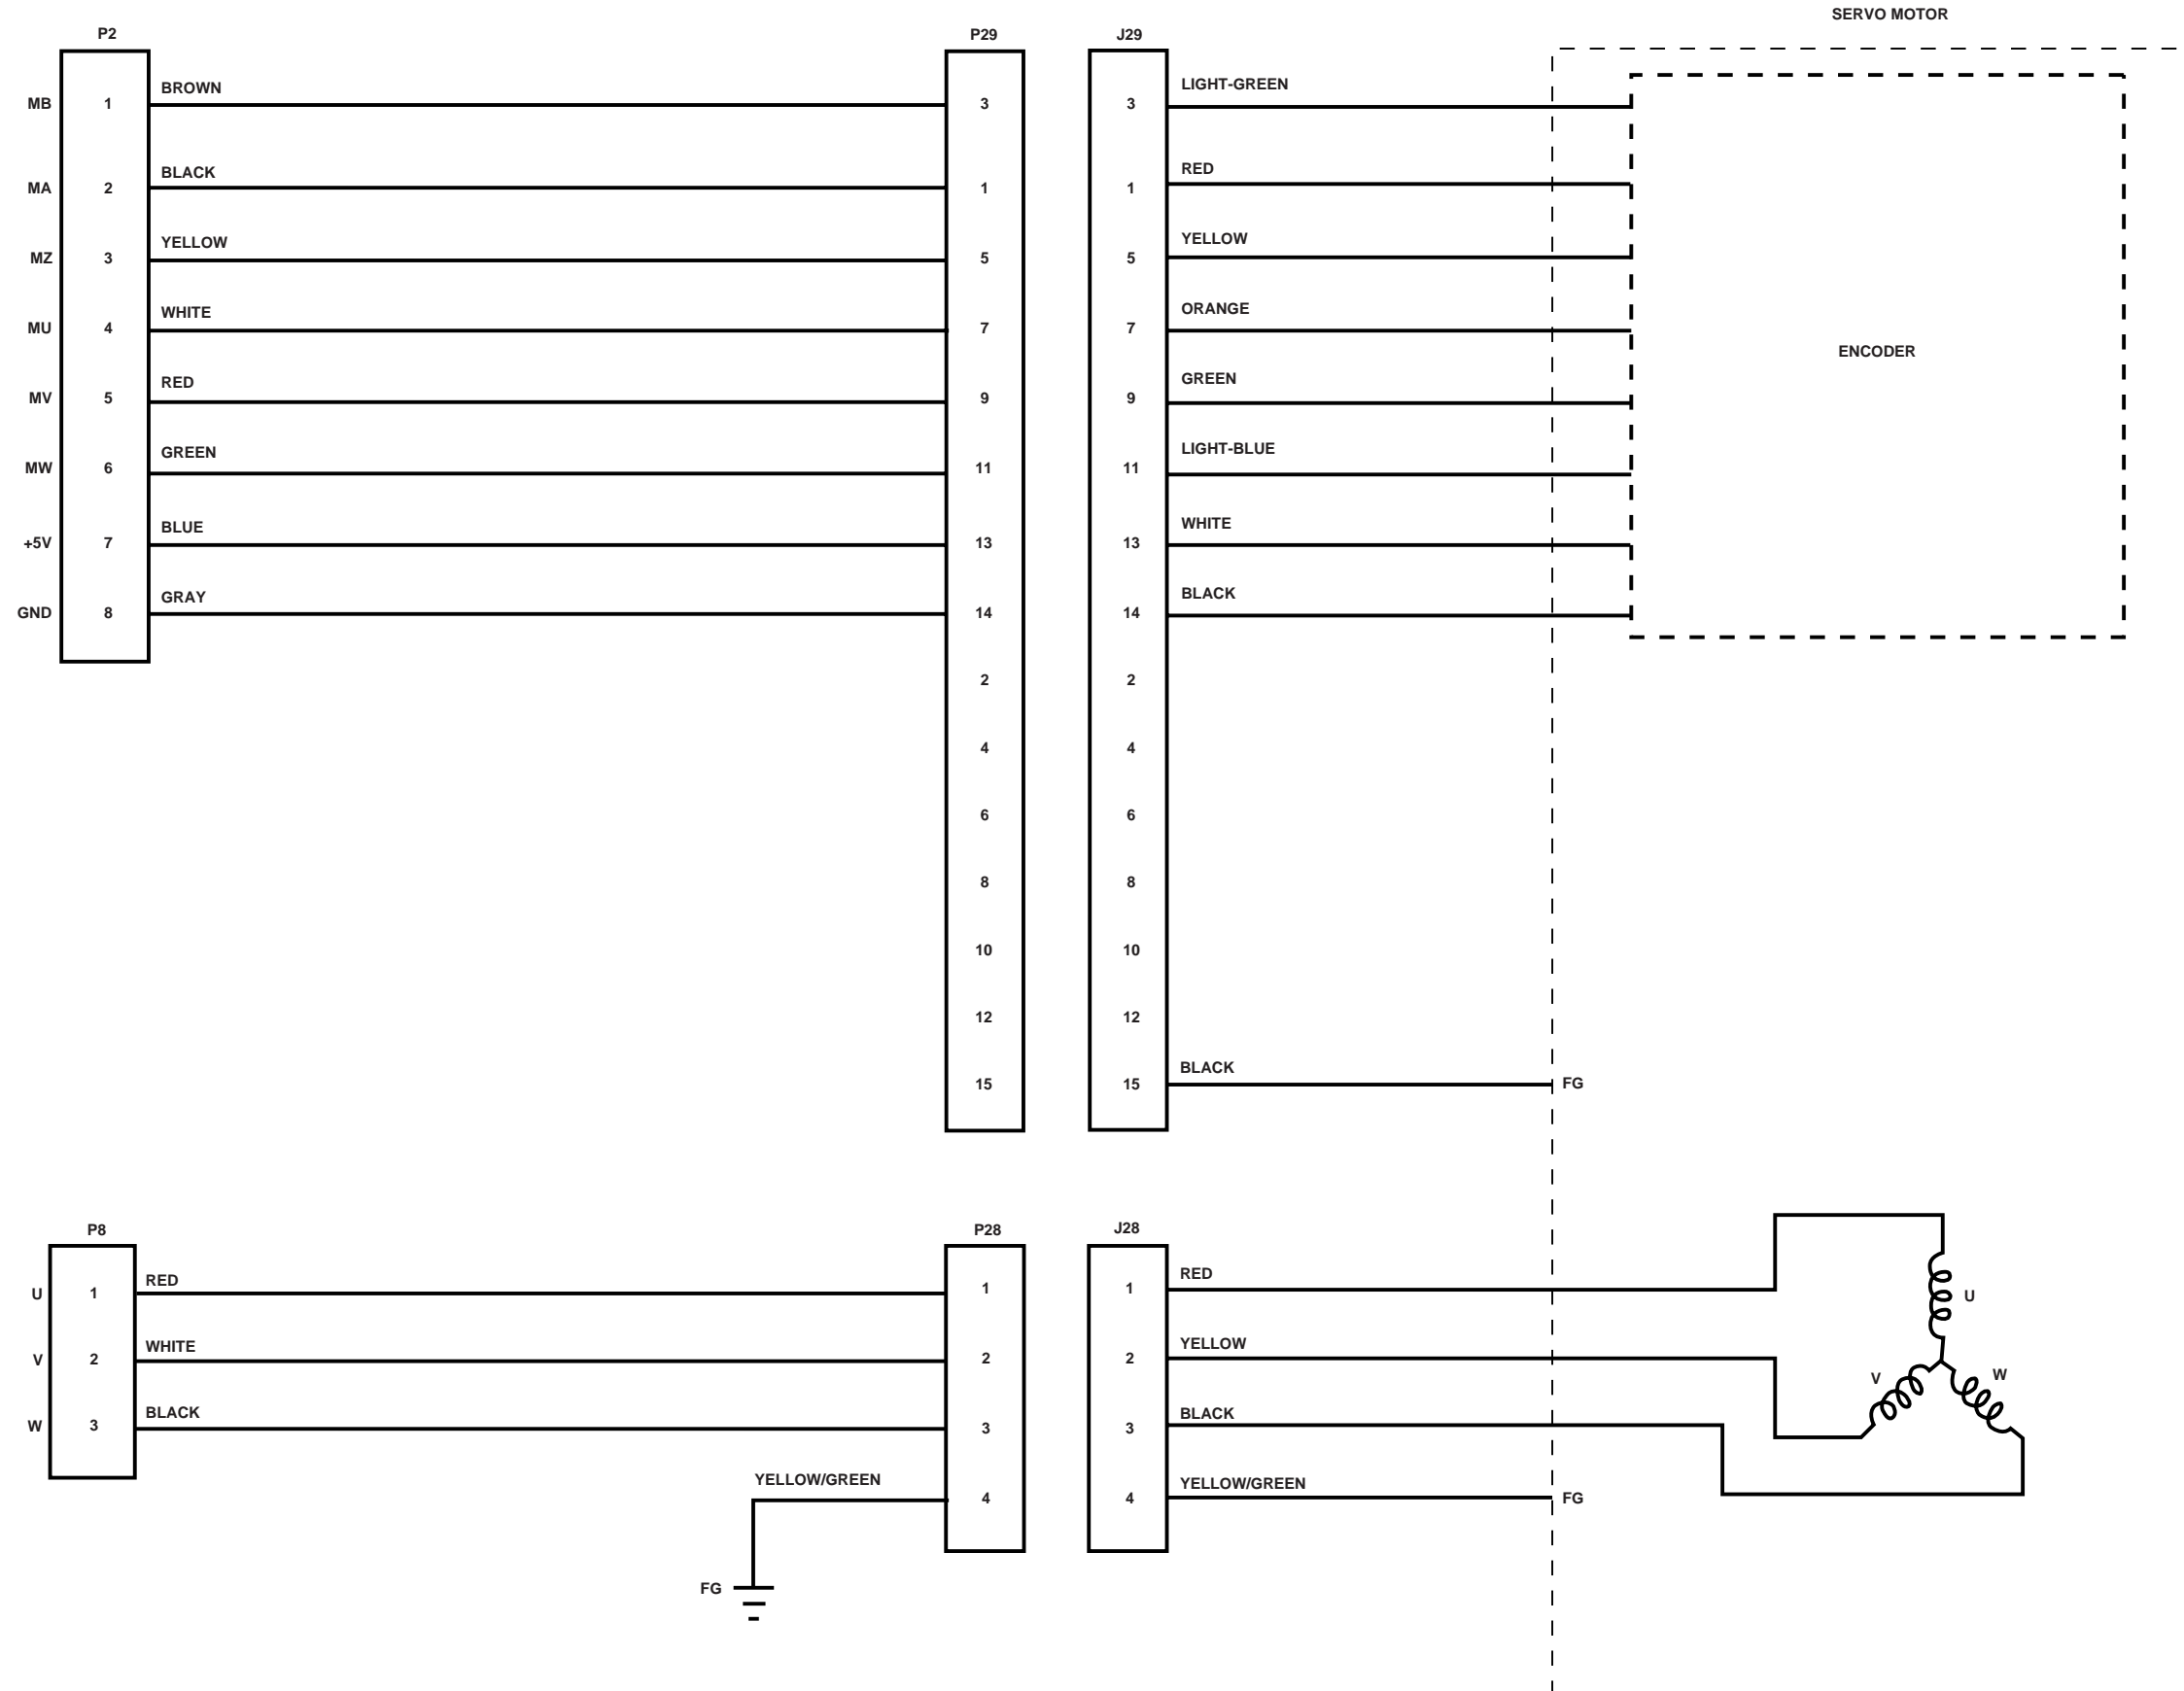 SERVO MOTOR
P2 P29 J29
BROWN LIGHT-GREEN
MB 1 3 3
BLACK RED
MA 2 1 1
YELLOW YELLOW
MZ 3 5 5
WHITE ORANGE
MU 4 7 7
ENCODER
RED GREEN
MV 5 9 9
GREEN LIGHT-BLUE
MW 6 11 11
BLUE WHITE
+5V 7 13 13
GRAY BLACK
GND 8 14 14
2 2
4 4
6 6
8 8
10 10
12 12
BLACK
15 15 FG
P8 P28 J28
RED RED
U 1 1 1 U
WHITE YELLOW
V 2 2 2
V W
BLACK BLACK
W 3 3 3
YELLOW/GREEN YELLOW/GREEN
4 4 FG
FG